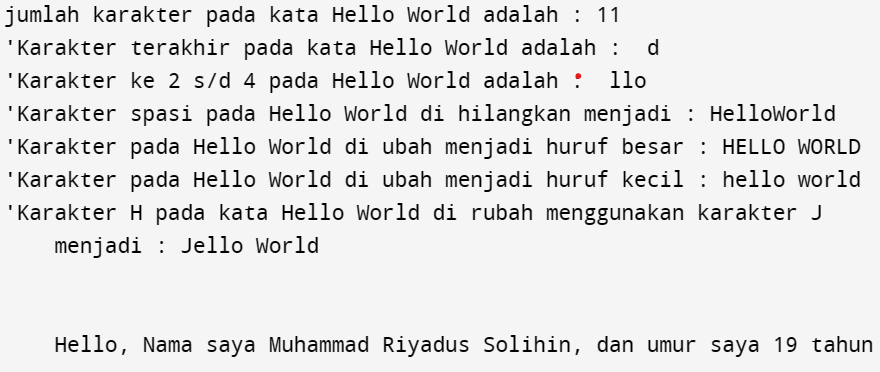 jumlah karakter pada kata Hello World adalah : 11
'Karakter terakhir pada kata Hello World adalah :  d
'Karakter ke 2 s/d 4 pada Hello World adalah :  llo
'Karakter spasi pada Hello World di hilangkan menjadi : HelloWorld
'Karakter pada Hello World di ubah menjadi huruf besar : HELLO WORLD
'Karakter pada Hello World di ubah menjadi huruf kecil : hello world
'Karakter H pada kata Hello World di rubah menggunakan karakter J
menjadi : Jello World
Hello, Nama saya Muhammad Riyadus Solihin, dan umur saya 19 tahun